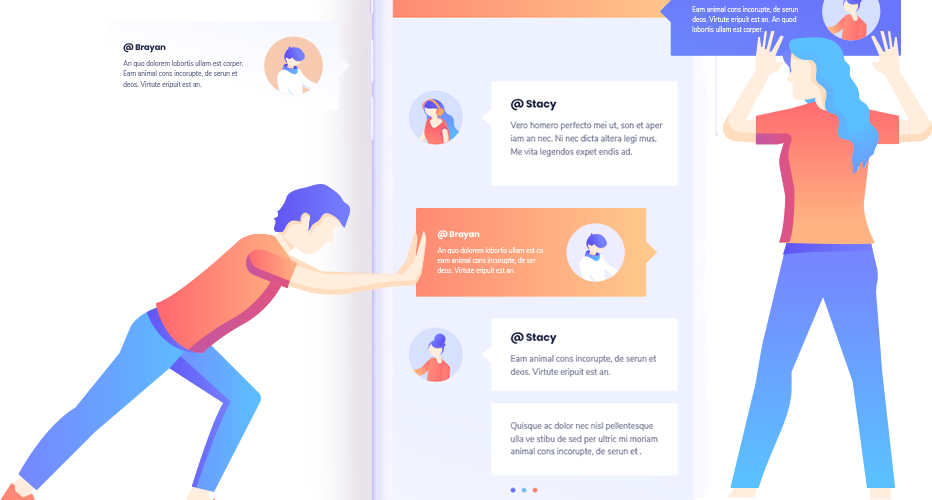 Eam animal cons incorupte, de serun
lobortis vitae. Virtute eripuit est an. An quod
lobortis ullam est corper.
@ Brayan
An quo dolorem lobortis ullam est corper.
Eam animal cons incorupte, de serun et
deos. Virtute eripuit est an.
@ Stacy
Vero homero perfecto mei ut, son et aper
iam an nec. Ni nec dicta altera legi mus.
Me vita legendos expet endis ad.
@ Brayan
An quo dolorem lobortis ullam est co
eam animal cons incorupte, de ser
deos. Virtute eripuit est an.
@ Stacy
Eam animal cons incorupte, de serun et
deos. Virtute eripuit est an.
Quisque ac dolor nec nisl pellentesque
ulla ve stibu de sed per ultric mi moriam
animal cons incorupte, de serun et .